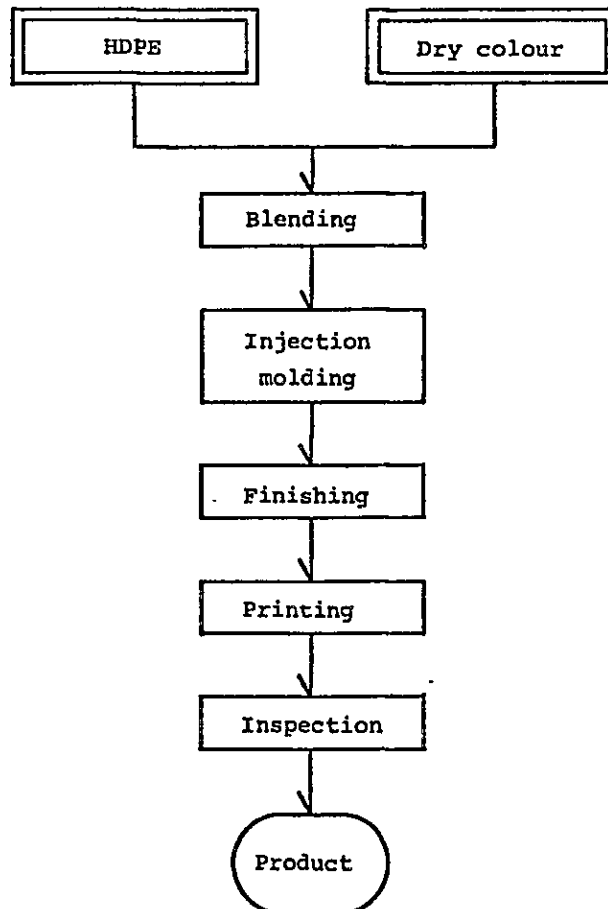 HDPE
Dry colour
Blending
Injection
molding
Finishing
Printing
Inspection
Product